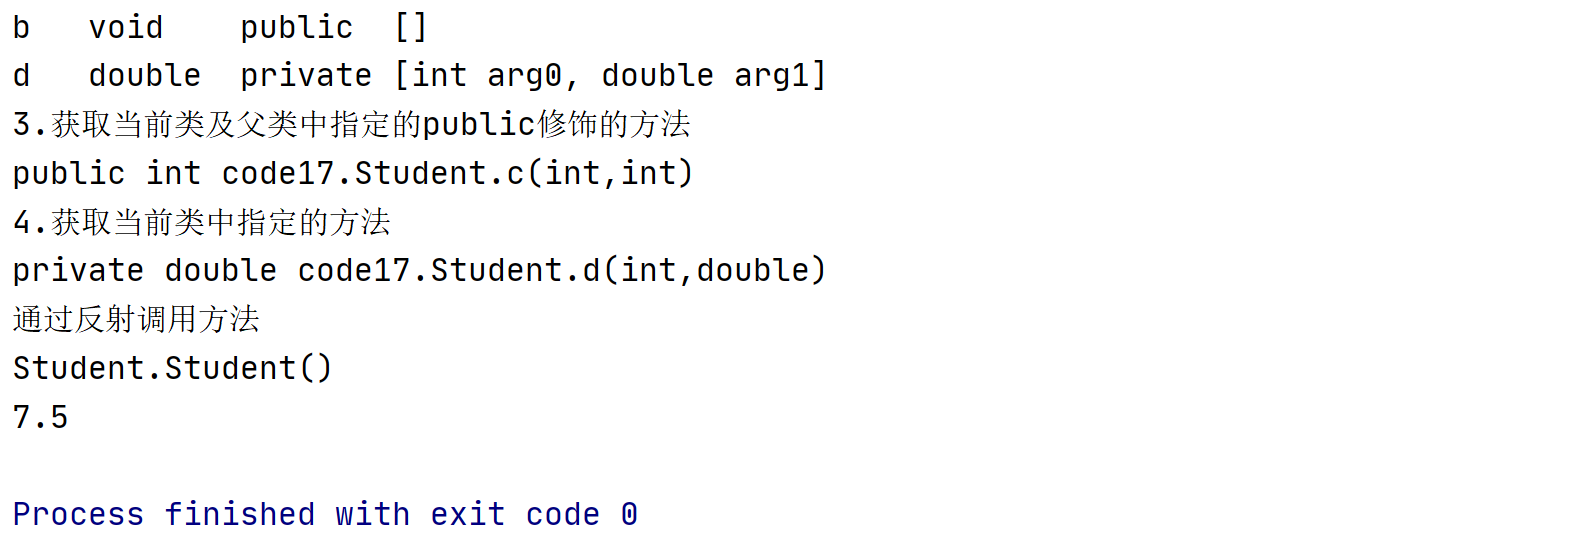 b   void    public  []
d   double  private [int arg0, double arg1]
3.获取当前类及父类中指定的public修饰的方法
public int code17.Student.c(int,int)
4.获取当前类中指定的方法
private double code17.Student.d(int,double)
通过反射调用方法
Student.Student()
7.5
Process finished with exit code 0